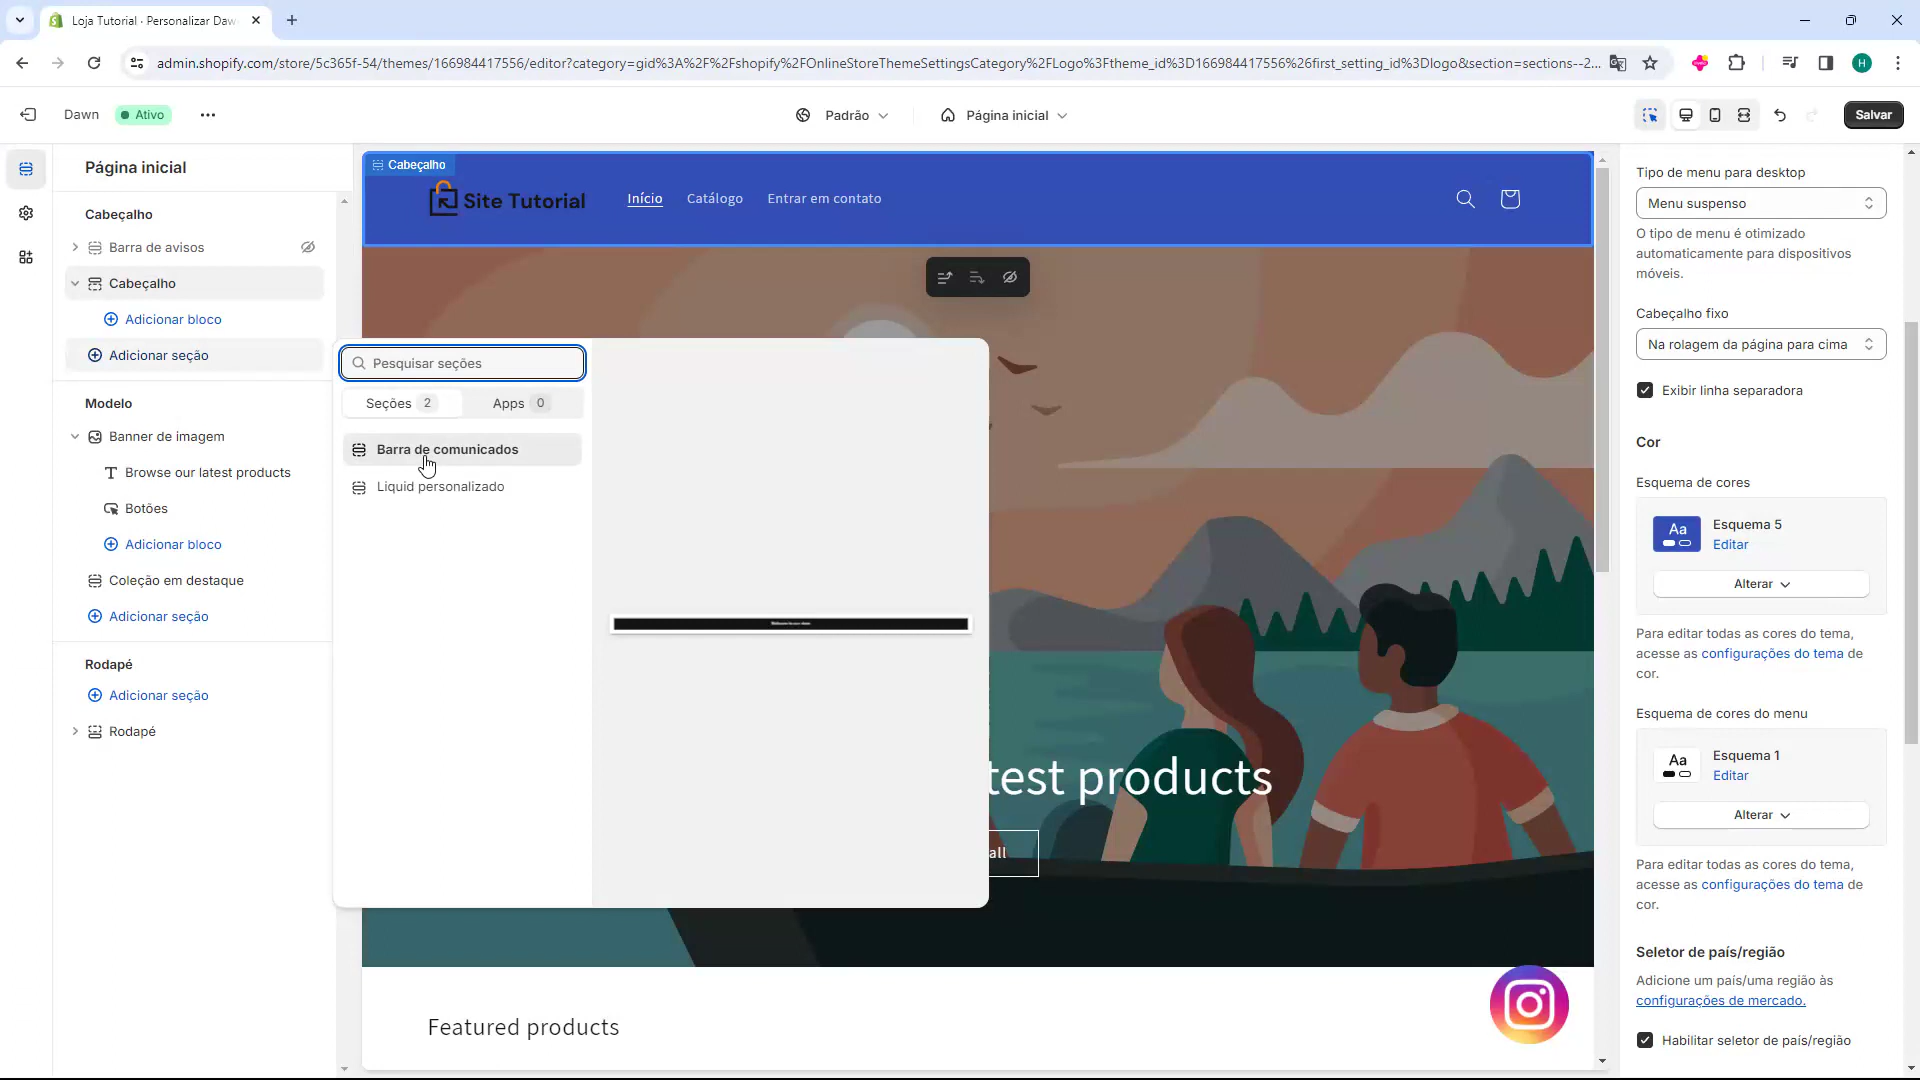 Loja Tutorial · Personalizar Daw
admin.shopify.com/store/5c365f-54/themes/166984417556/editor?category=gid%3A%2F%2Fshopify%2FOnlineStoreThemeSettingsCategory%2FLogo%3Ftheme_id%3D166984417556%26first_setting_id%3Dlogo&section=sections--2...
H
Dawn
Ativo
Padrão
Página inicial
Salvar
Página inicial
Cabeçalho
Barra de avisos
Cabeçalho
Adicionar bloco
Adicionar seção
Modelo
Banner de imagem
Browse our latest products
Botões
Adicionar bloco
Coleção em destaque
Adicionar seção
Rodapé
Adicionar seção
Rodapé
Pesquisar seções
Seções 2
Apps 0
Barra de comunicados
Liquid personalizado
Cabeçalho
Site Tutorial
Início
Catálogo
Entrar em contato
test products
all
Featured products
Tipo de menu para desktop
Menu suspenso
O tipo de menu é otimizado
automaticamente para dispositivos
móveis.
Cabeçalho fixo
Na rolagem da página para cima
Exibir linha separadora
Cor
Esquema de cores
Aa
Esquema 5
Editar
Alterar
Para editar todas as cores do tema,
acesse as configurações do tema de
cor.
Esquema de cores do menu
Aa
Esquema 1
Editar
Alterar
Para editar todas as cores do tema,
acesse as configurações do tema de
cor.
Seletor de país/região
Adicione um país/uma região às
configurações de mercado.
Habilitar seletor de país/região